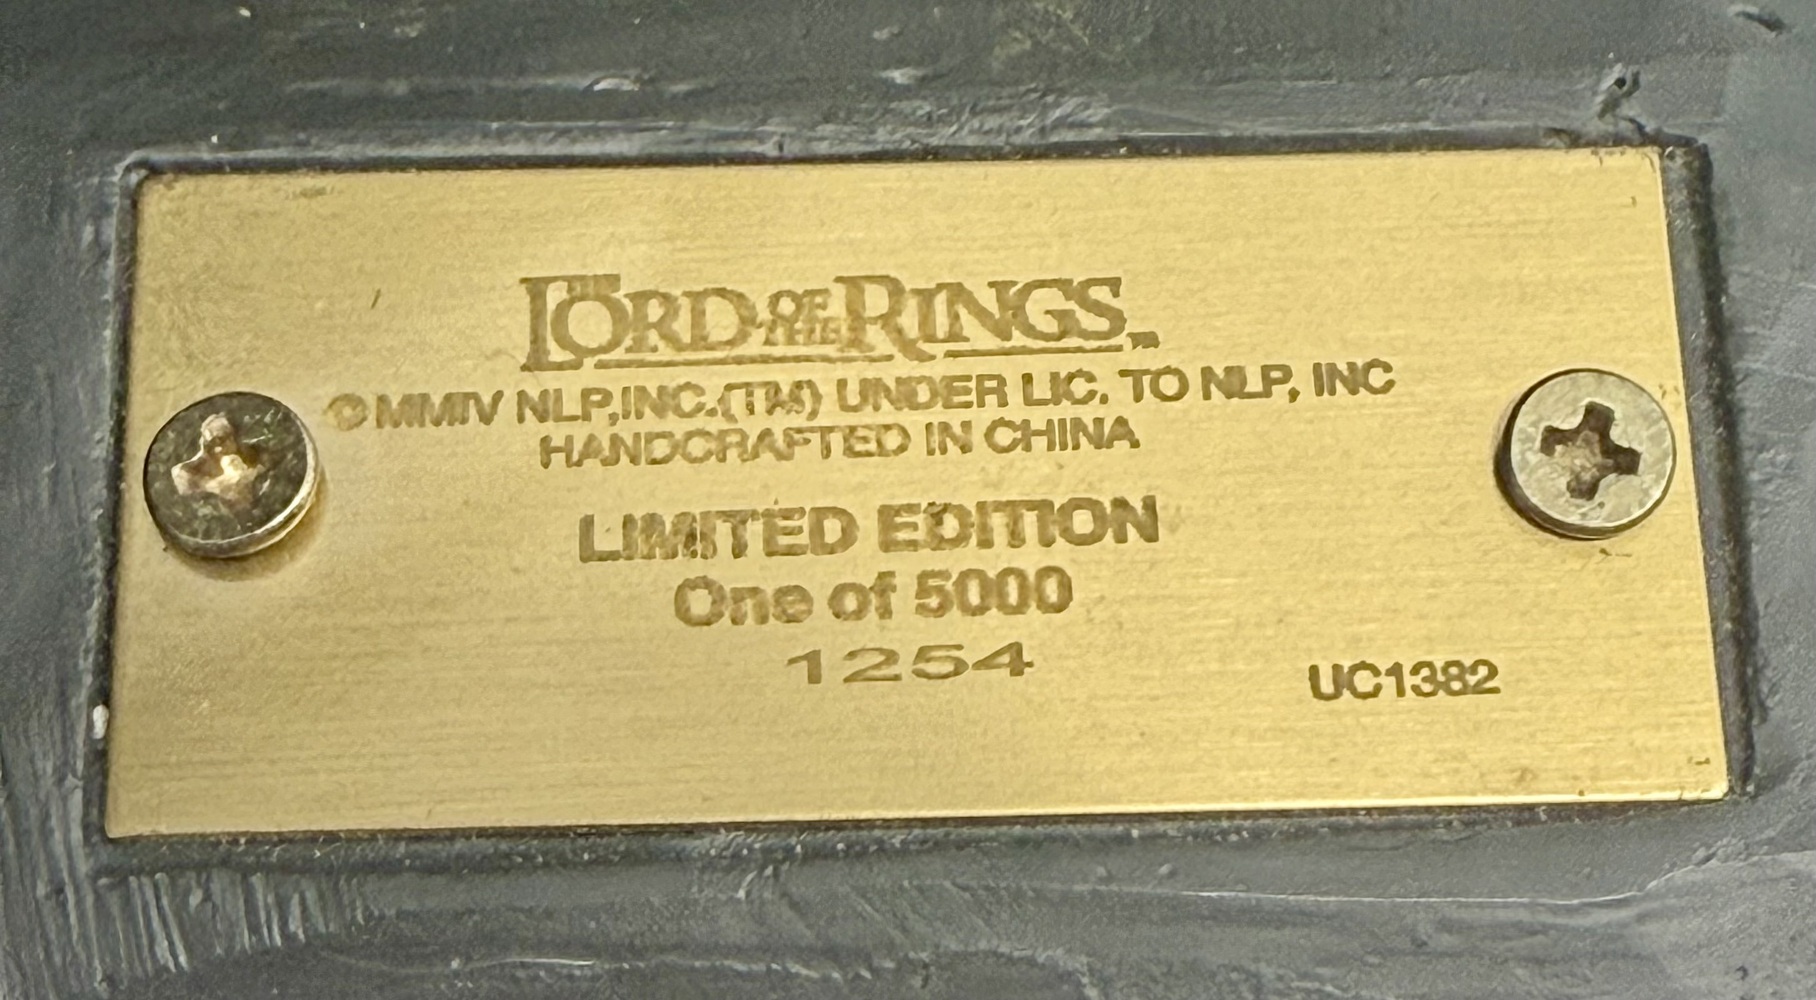 THE LORD OF THE RINGS™
© MMIV NLP,INC.(TM) UNDER LIC. TO NLP, INC
HANDCRAFTED IN CHINA
LIMITED EDITION
One of 5000
1254
UC1382